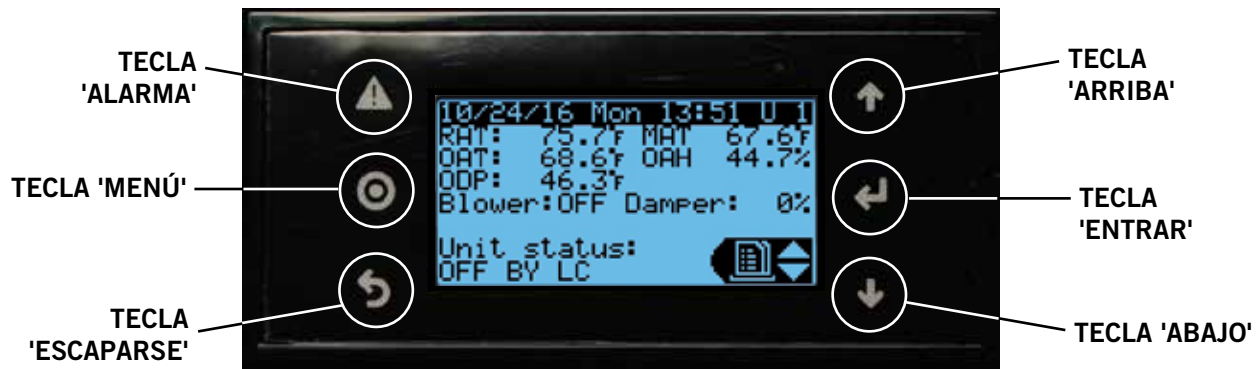 TECLA
'ALARMA'
TECLA 'MENÚ'
TECLA
'ESCAPARSE'
10/24/16 Mon 13:51 U 1
RAT: 75.7°F MAT 67.6°F
OAT: 68.6°F OAH 44.7%
ODP: 46.3°F
Blower:OFF Damper: 0%
Unit status:
OFF BY LC
TECLA
'ARRIBA'
TECLA
'ENTRAR'
TECLA 'ABAJO'